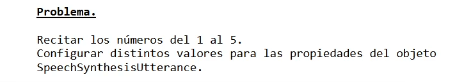 Problema.
Recitar los números del 1 al 5.
Configurar distintos valores para las propiedades del objeto
SpeechSynthesisUtterance.